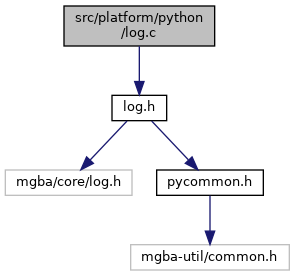 src/platform/python
/log.c
log.h
mgba/core/log.h
pycommon.h
mgba-util/common.h